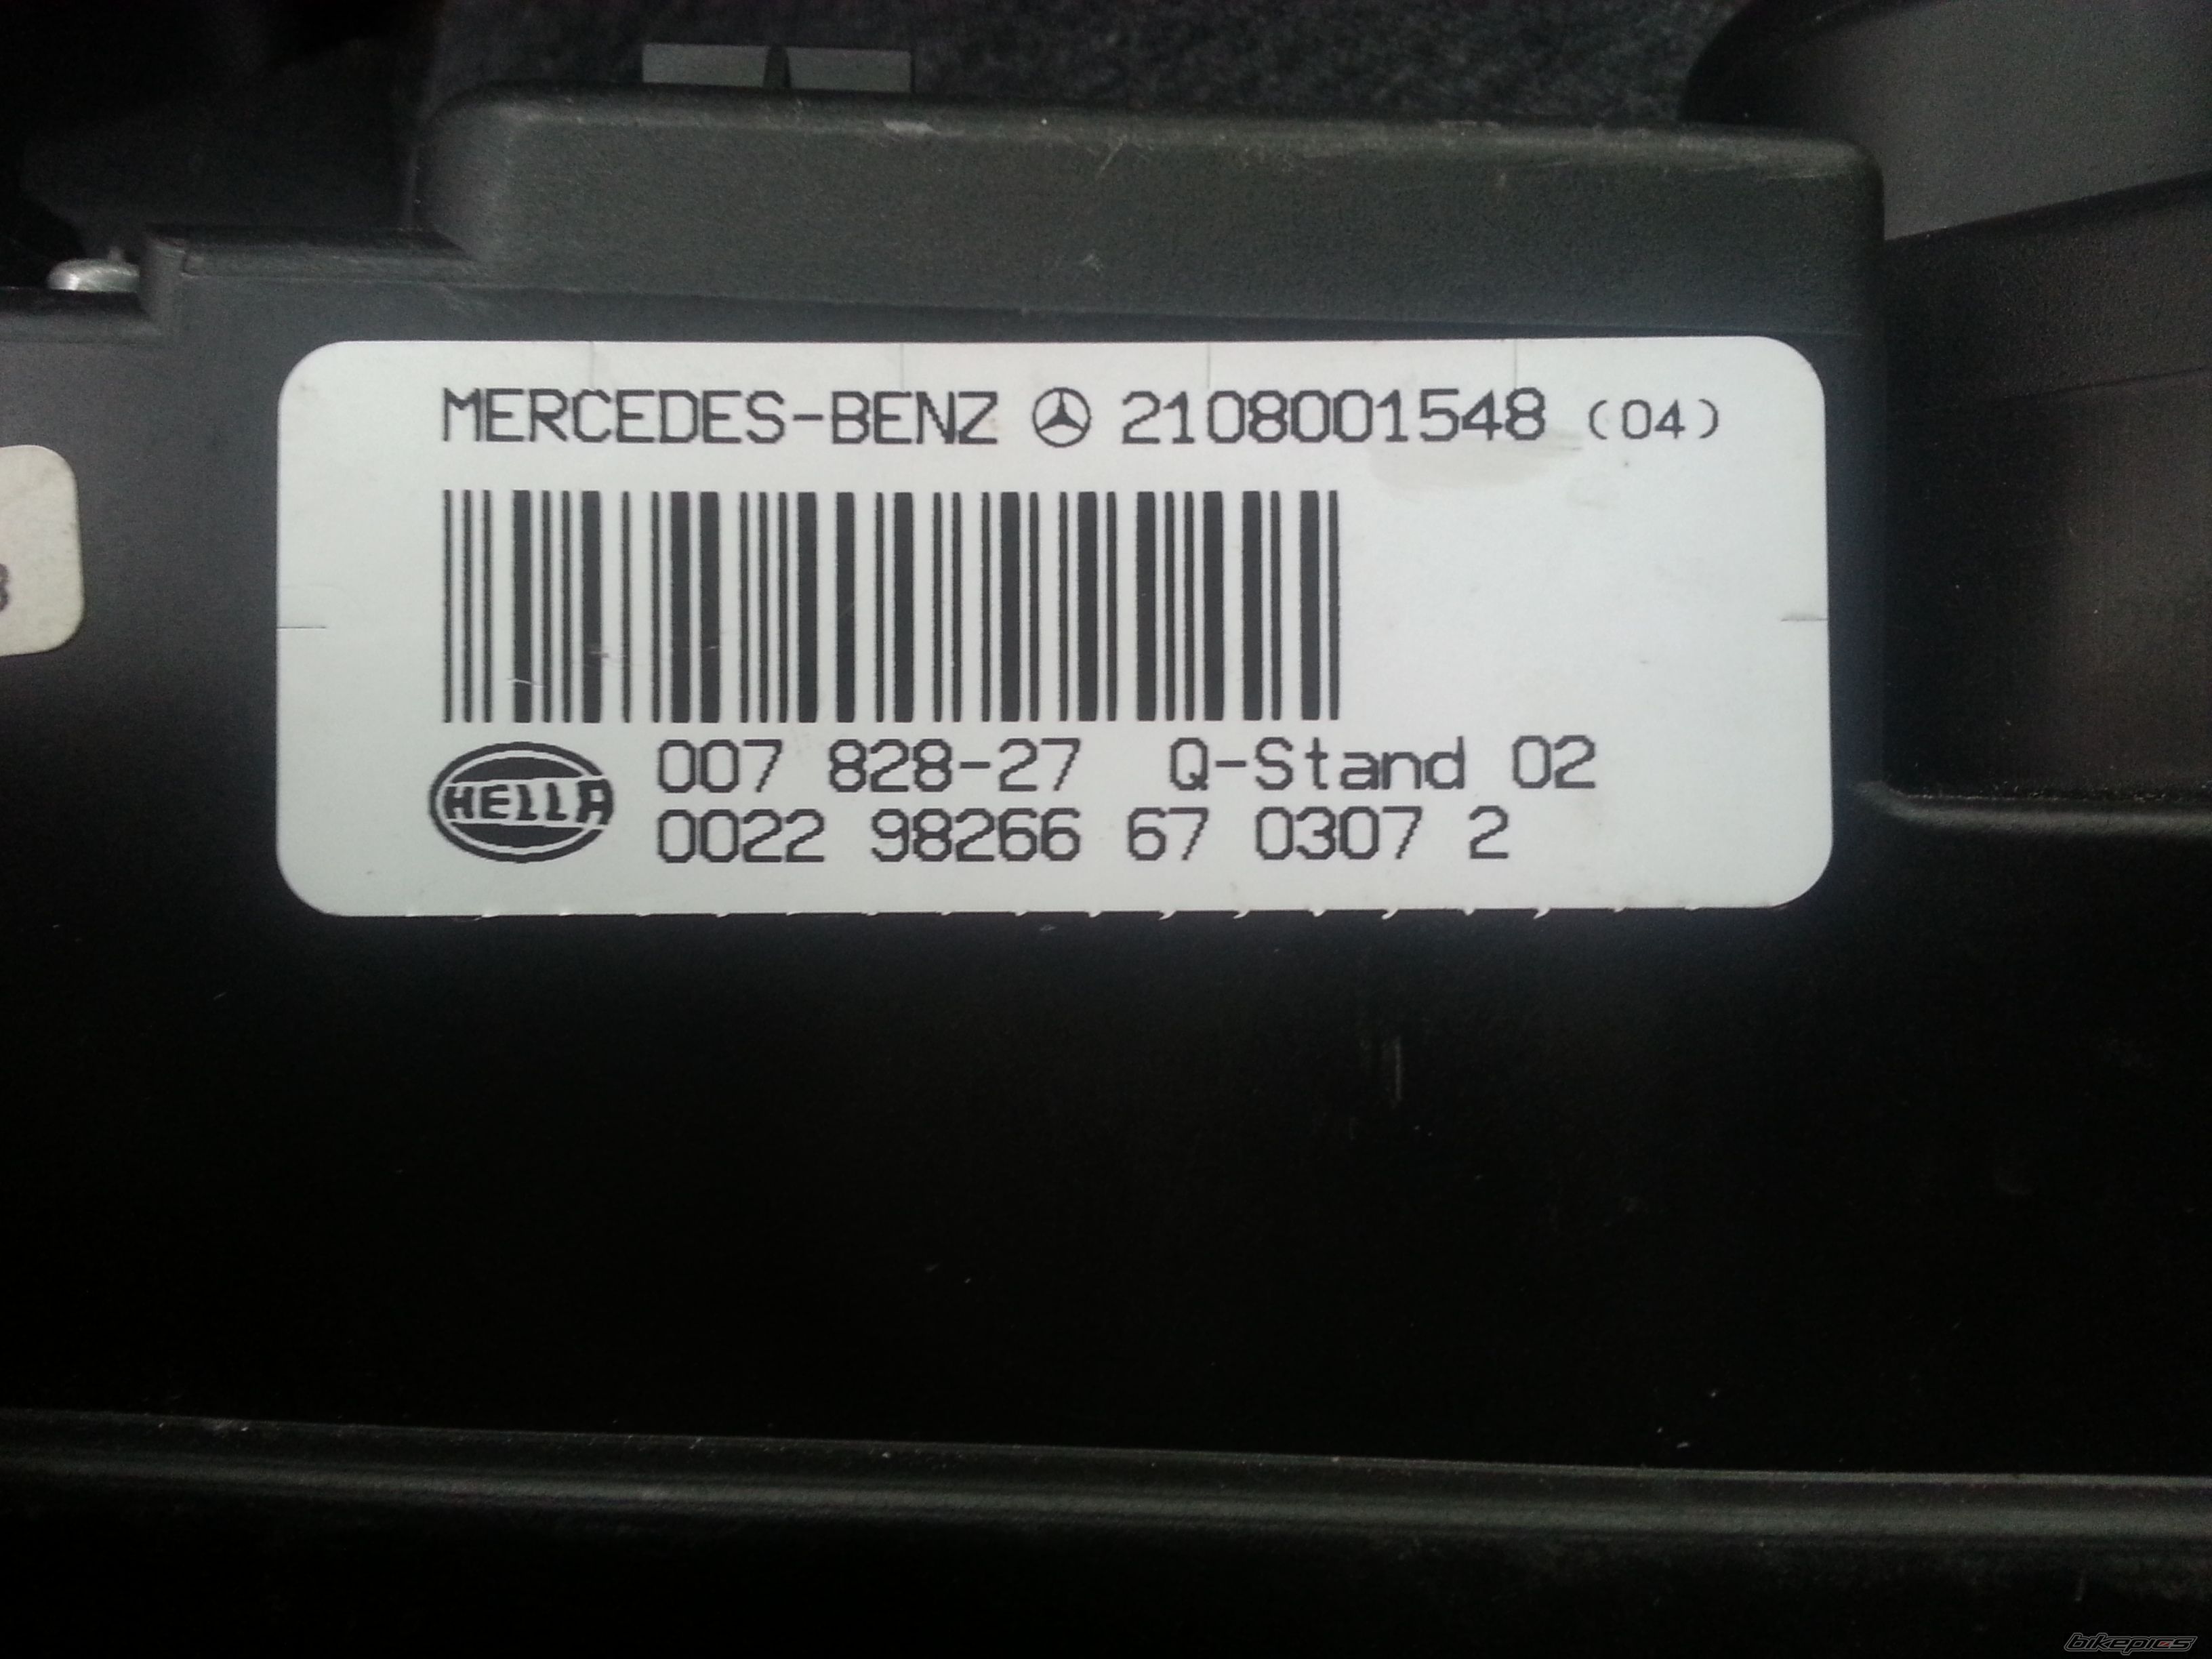 MERCEDES-BENZ 2108001548 (04)
HELLA
007 828-27 Q-Stand 02
0022 98266 67 0307 2
bikepics